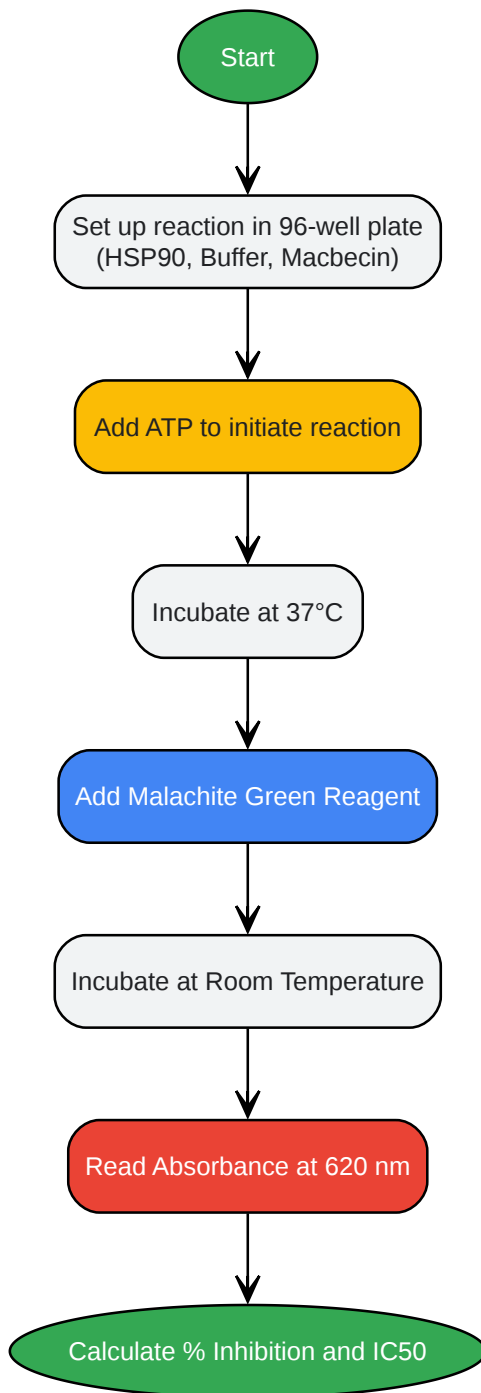 Start
Set up reaction in 96-well plate
(HSP90, Buffer, Macbecin)
Add ATP to initiate reaction
Incubate at 37°C
Add Malachite Green Reagent
Incubate at Room Temperature
Read Absorbance at 620 nm
Calculate % Inhibition and IC50